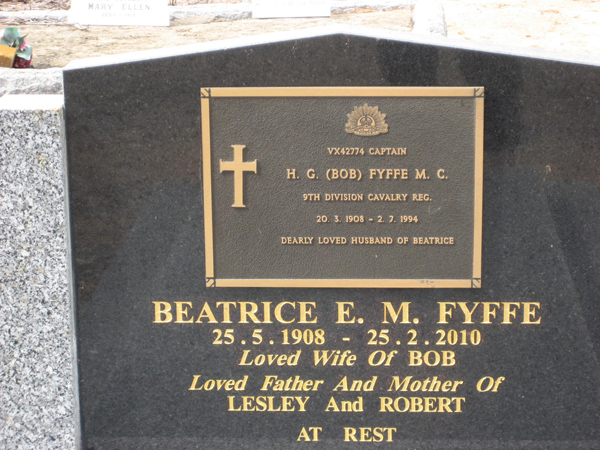 MARY ELLEN
VX42774 CAPTAIN
H. G. (BOB) FYFFE M. C.
9TH DIVISION CAVALRY REG.
20. 3. 1908 - 2. 7. 1994
DEARLY LOVED HUSBAND OF BEATRICE
BEATRICE E. M. FYFFE
25. 5. 1908 - 25. 2. 2010
Loved Wife Of BOB
Loved Father And Mother Of
LESLEY And ROBERT
AT REST